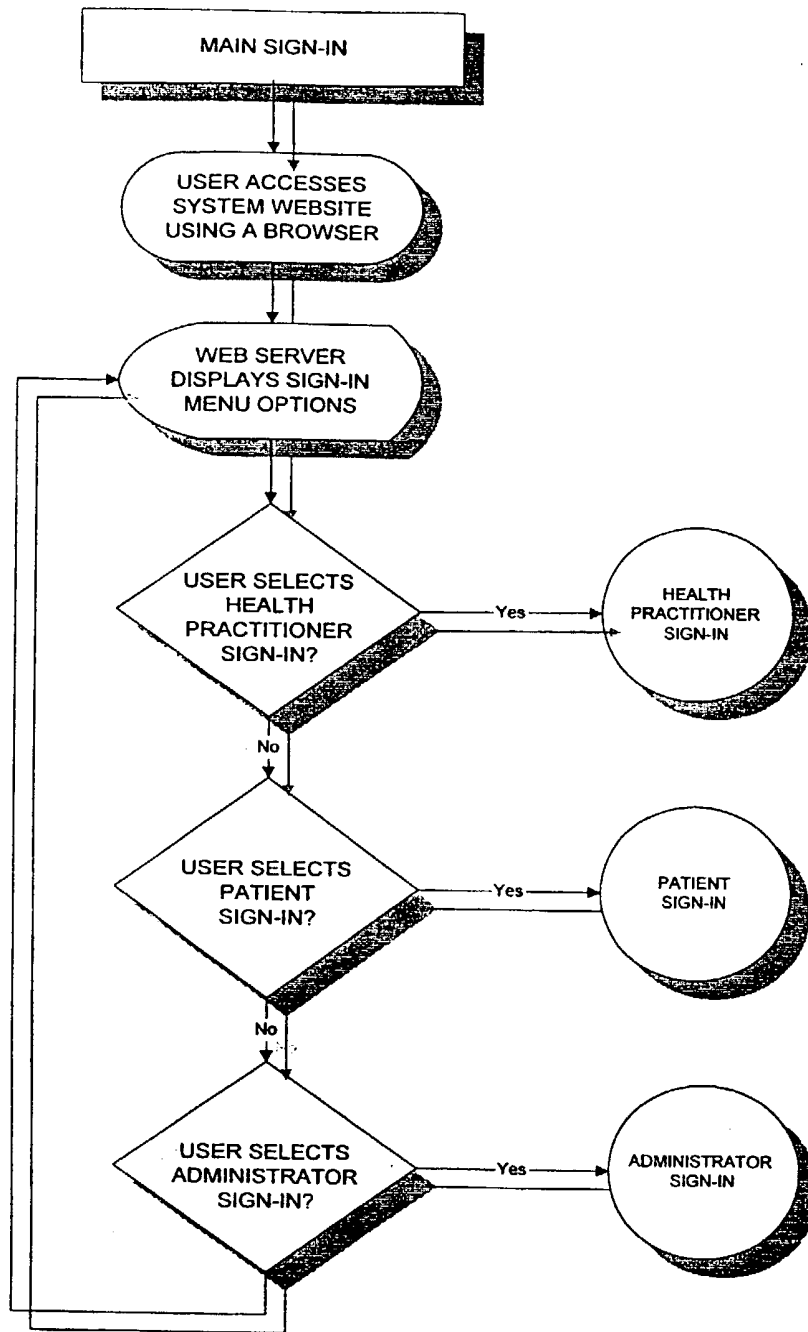 MAIN SIGN-IN
USER ACCESSES
SYSTEM WEBSITE
USING A BROWSER
WEB SERVER
DISPLAYS SIGN-IN
MENU OPTIONS
USER SELECTS
HEALTH
PRACTITIONER
SIGN-IN?
Yes
HEALTH
PRACTITIONER
SIGN-IN
No
USER SELECTS
PATIENT
SIGN-IN?
Yes
PATIENT
SIGN-IN
No
USER SELECTS
ADMINISTRATOR
SIGN-IN?
Yes
ADMINISTRATOR
SIGN-IN